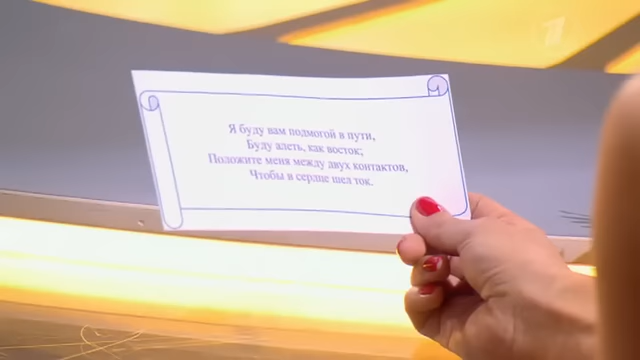 Я буду вам подмогой в пути,
Буду алеть, как восток;
Положите меня между двух контактов,
Чтобы в сердце шел ток.